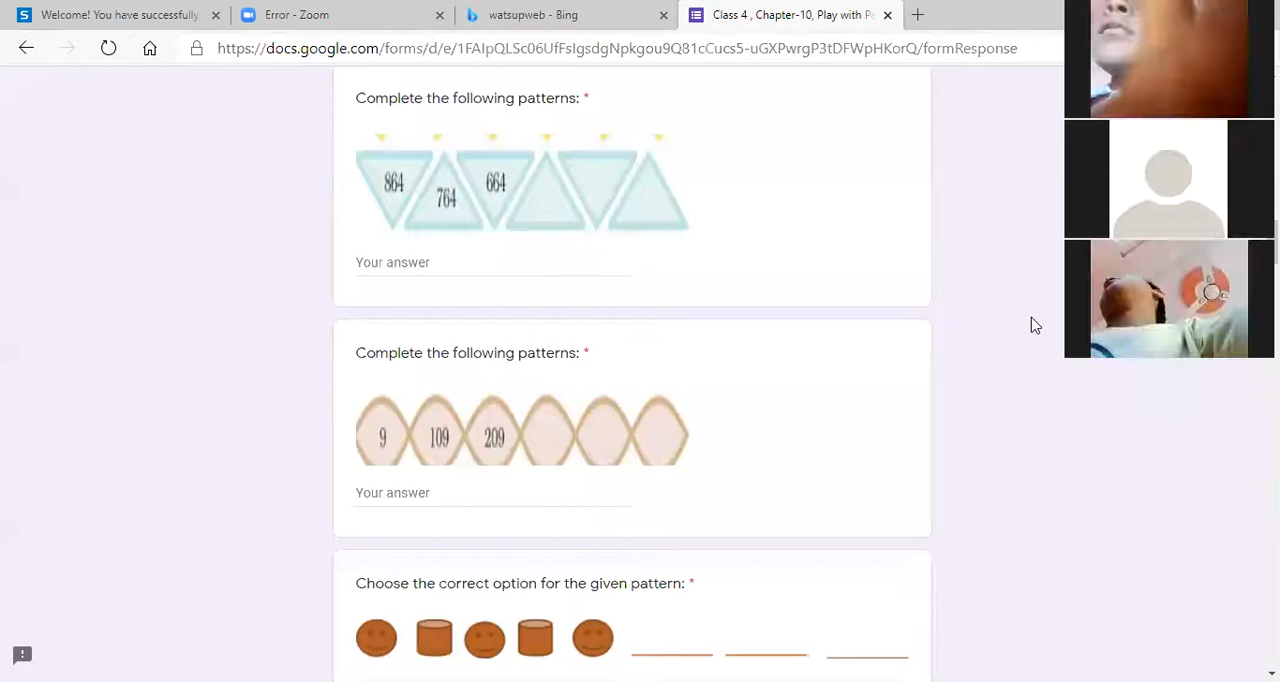 Welcome! You have successfully
Error - Zoom
watsupweb - Bing
Class 4 , Chapter-10, Play with Pa
https://docs.google.com/forms/d/e/1FAIpQLSc06UfFsIgsdgNpkgou9Q81cCucs5-uGXPwrgP3tDFWpHKorQ/formResponse
Complete the following patterns: *
864 764 664
Your answer
Complete the following patterns: *
9 109 209
Your answer
Choose the correct option for the given pattern: *